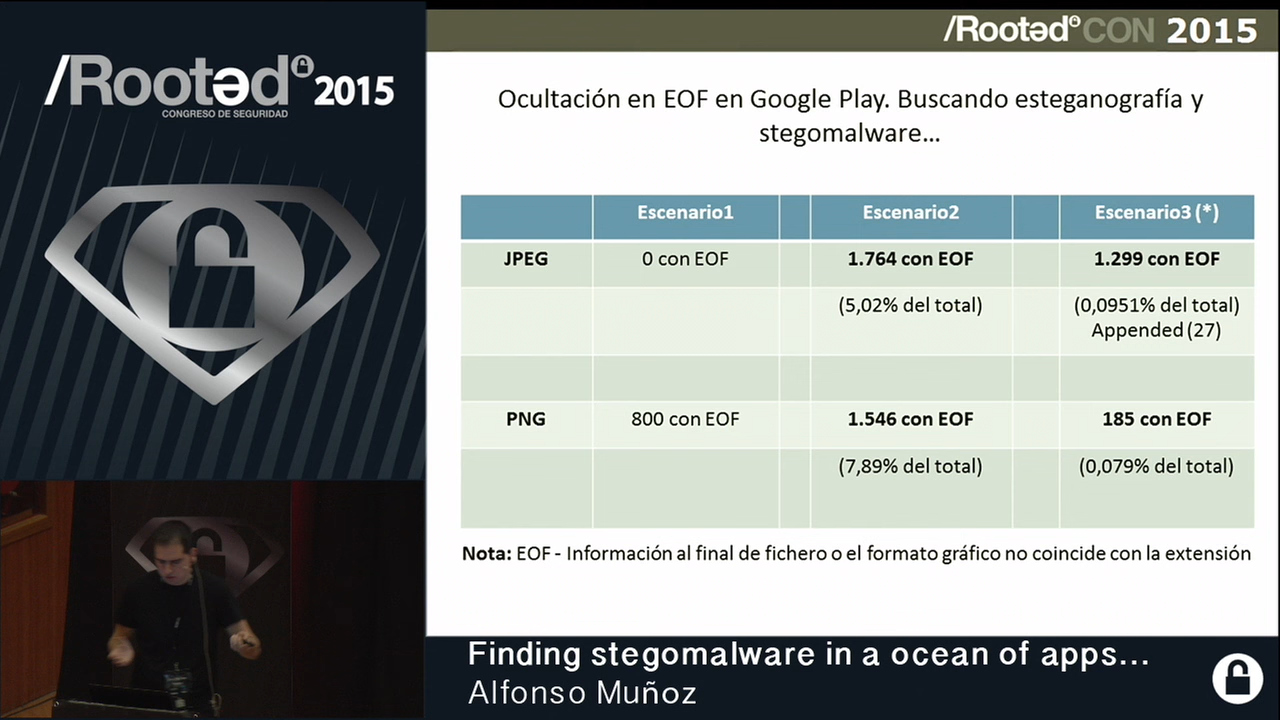 /Rootəd 2015
CONGRESO DE SEGURIDAD
/RootədCON 2015
Ocultación en EOF en Google Play. Buscando esteganografía y
stegomalware...
Escenario1 Escenario2 Escenario3 (*)
JPEG 0 con EOF 1.764 con EOF 1.299 con EOF
(5,02% del total) (0,0951% del total)
Appended (27)
PNG 800 con EOF 1.546 con EOF 185 con EOF
(7,89% del total) (0,079% del total)
Nota: EOF - Información al final de fichero o el formato gráfico no coincide con la extensión
Finding stegomalware in a ocean of apps...
Alfonso Muñoz